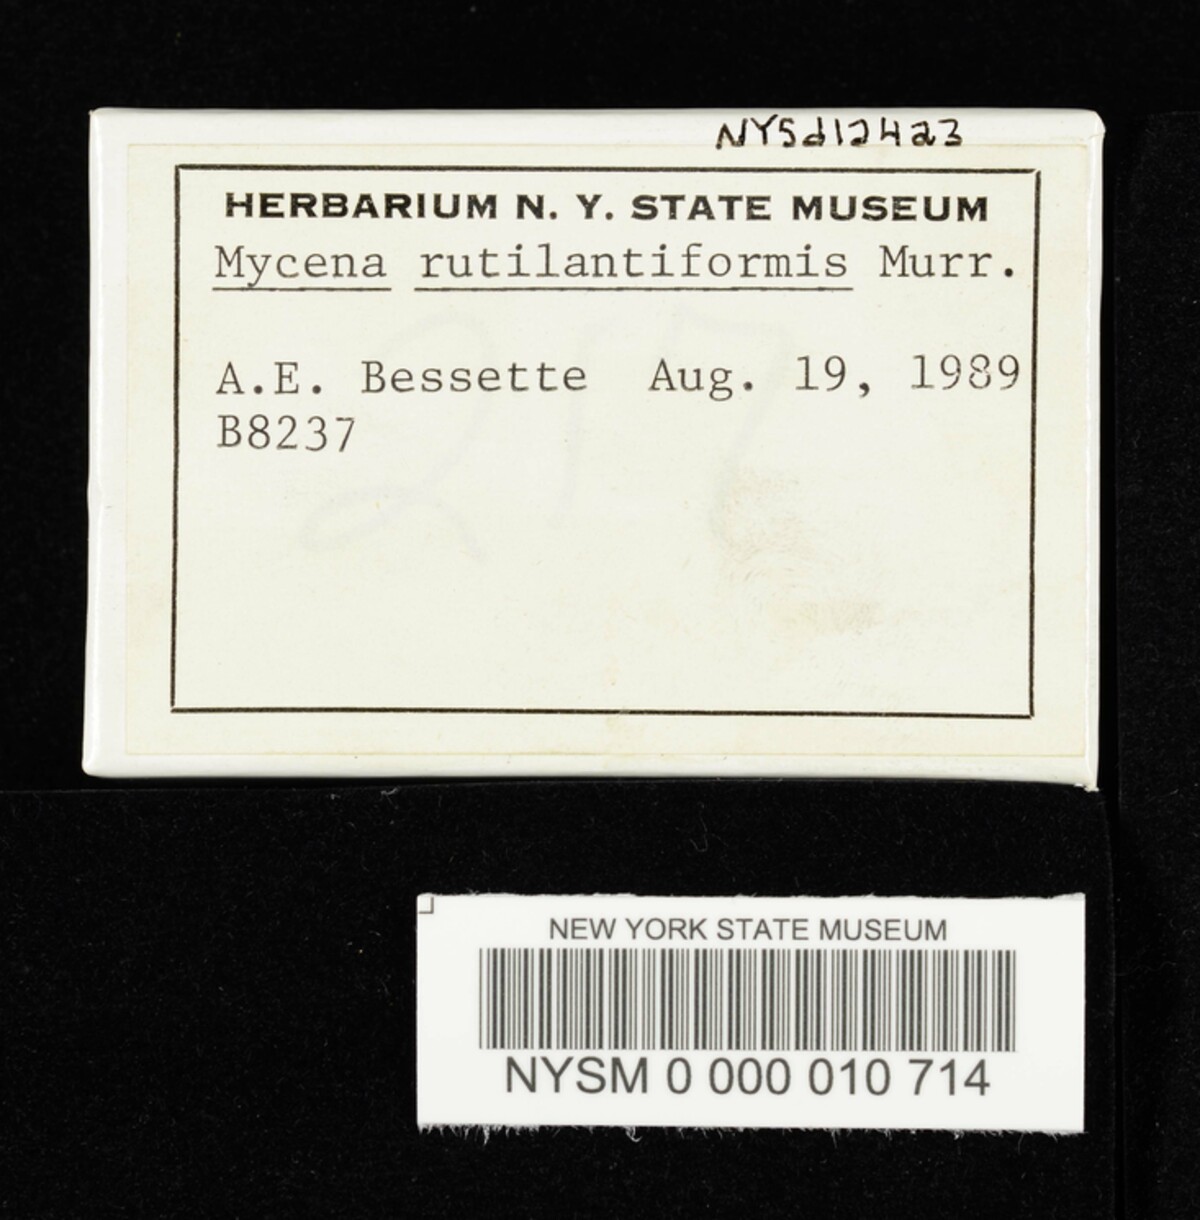 NYSd12423
HERBARIUM N. Y. STATE MUSEUM
Mycena rutilantiformis Murr.
A.E. Bessette Aug. 19, 1989
B8237
NEW YORK STATE MUSEUM
NYSM 0 000 010 714